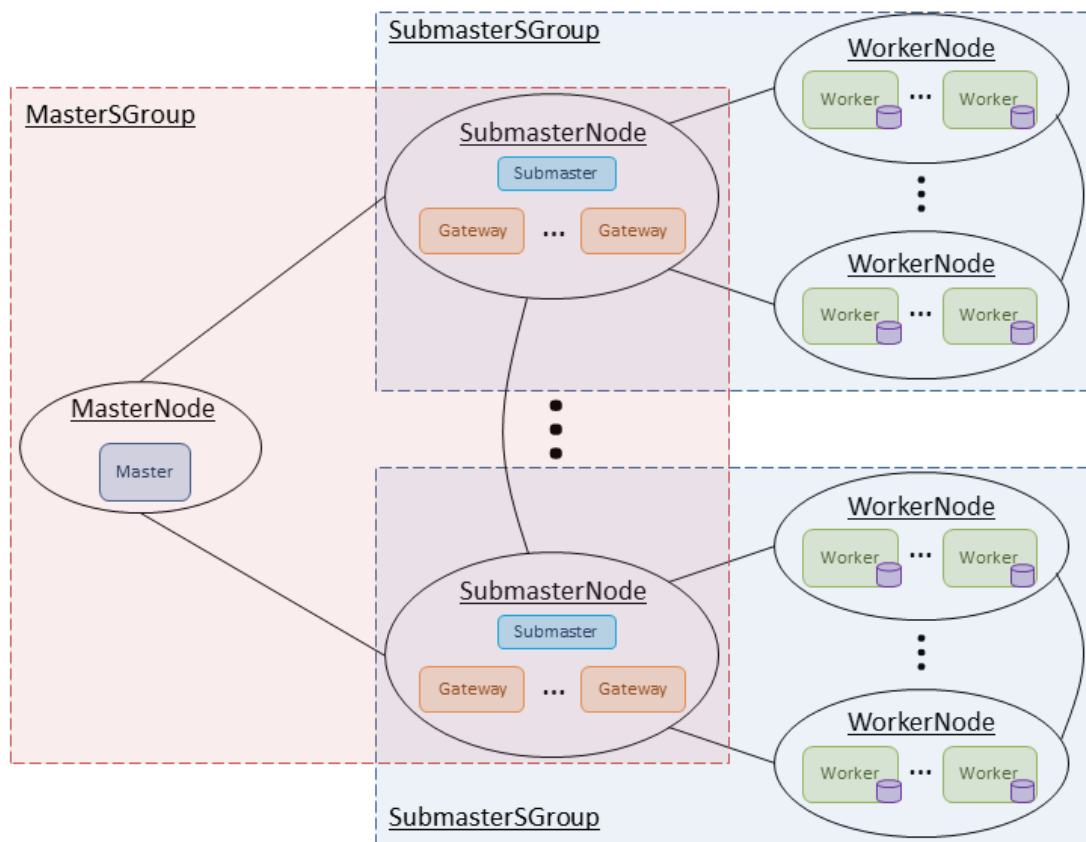 SubmasterSGroup
WorkerNode
Worker ... Worker
MasterSGroup
SubmasterNode
Submaster
Gateway ... Gateway
WorkerNode
Worker ... Worker
MasterNode
Master
WorkerNode
Worker ... Worker
SubmasterNode
Submaster
Gateway ... Gateway
WorkerNode
Worker ... Worker
SubmasterSGroup